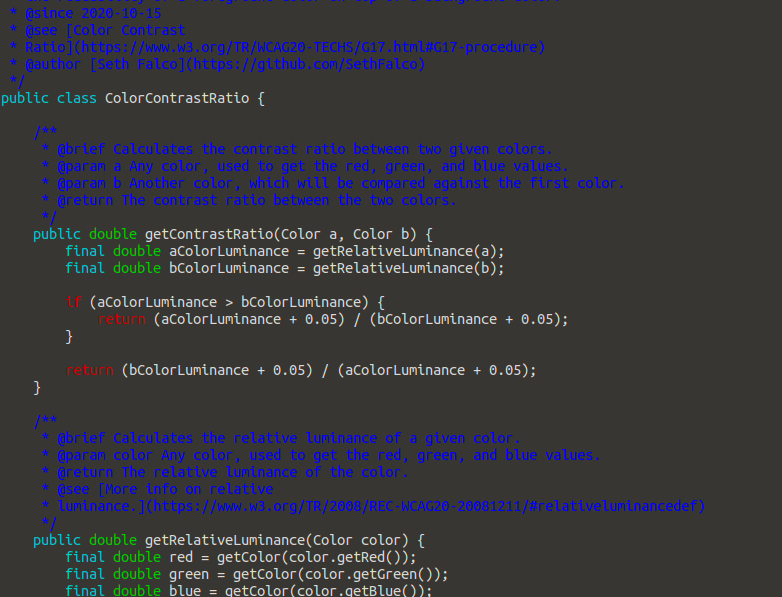 * @since 2020-10-15
* @see [Color Contrast
* Ratio](https://www.w3.org/TR/WCAG20-TECHS/G17.html#G17-procedure)
* @author [Seth Falco](https://github.com/SethFalco)
*/
public class ColorContrastRatio {
/**
* @brief Calculates the contrast ratio between two given colors.
* @param a Any color, used to get the red, green, and blue values.
* @param b Another color, which will be compared against the first color.
* @return The contrast ratio between the two colors.
*/
public double getContrastRatio(Color a, Color b) {
final double aColorLuminance = getRelativeLuminance(a);
final double bColorLuminance = getRelativeLuminance(b);
if (aColorLuminance > bColorLuminance) {
return (aColorLuminance + 0.05) / (bColorLuminance + 0.05);
}
return (bColorLuminance + 0.05) / (aColorLuminance + 0.05);
}
/**
* @brief Calculates the relative luminance of a given color.
* @param color Any color, used to get the red, green, and blue values.
* @return The relative luminance of the color.
* @see [More info on relative
* luminance.](https://www.w3.org/TR/2008/REC-WCAG20-20081211/#relativeluminancedef)
*/
public double getRelativeLuminance(Color color) {
final double red = getColor(color.getRed());
final double green = getColor(color.getGreen());
final double blue = getColor(color.getBlue());